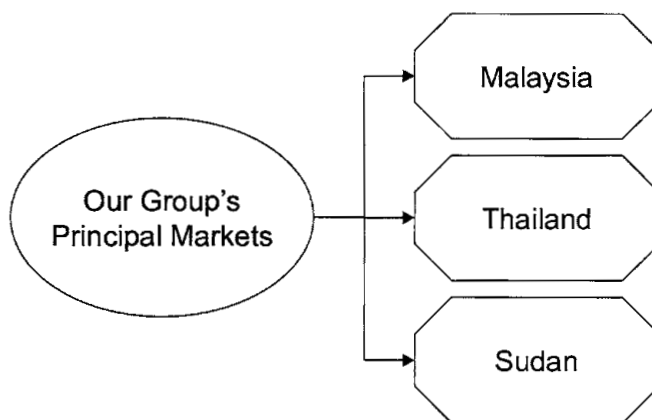 Our Group's
Principal Markets
Malaysia
Thailand
Sudan